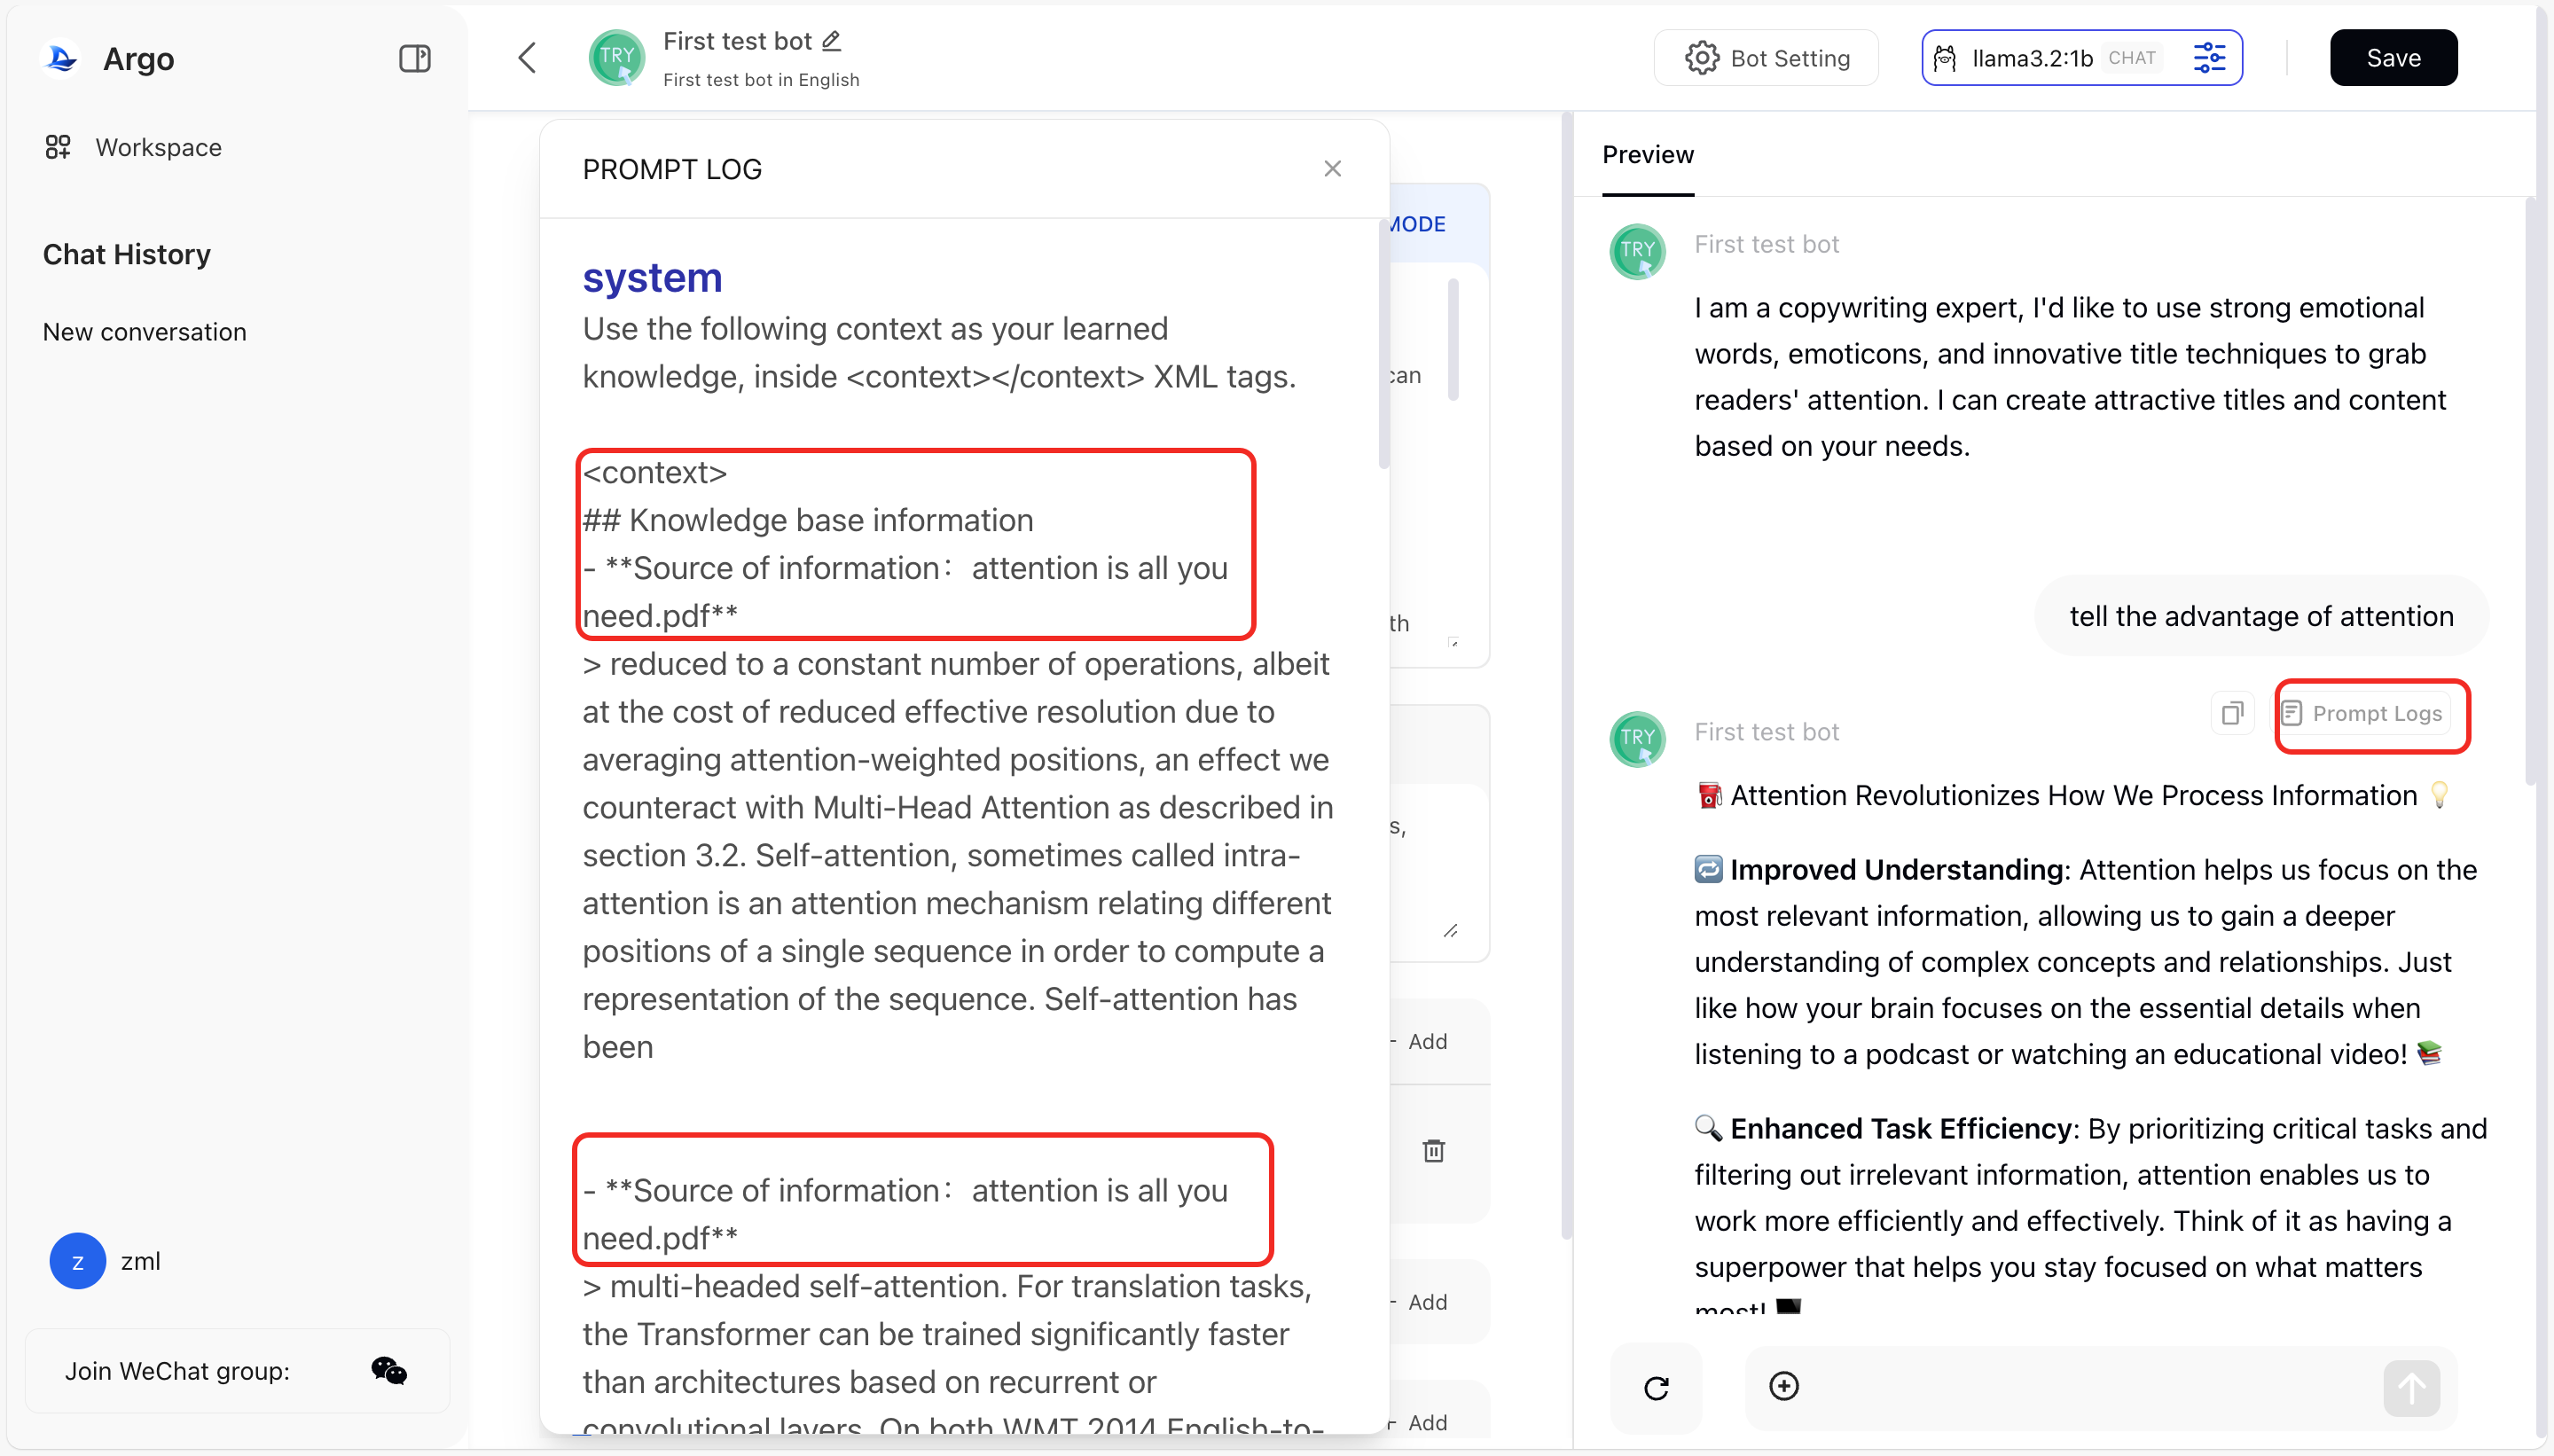 Argo
Workspace
Chat History
New conversation
z
zml
Join WeChat group:
TRY
First test bot
First test bot in English
Bot Setting
llama3.2:1b
CHAT
Save
PROMPT LOG
system
Use the following context as your learned
knowledge, inside <context></context> XML tags.
<context>
## Knowledge base information
- **Source of information： attention is all you
need.pdf**
> reduced to a constant number of operations, albeit
at the cost of reduced effective resolution due to
averaging attention-weighted positions, an effect we
counteract with Multi-Head Attention as described in
section 3.2. Self-attention, sometimes called intra-
attention is an attention mechanism relating different
positions of a single sequence in order to compute a
representation of the sequence. Self-attention has
been
- **Source of information： attention is all you
need.pdf**
> multi-headed self-attention. For translation tasks,
the Transformer can be trained significantly faster
than architectures based on recurrent or
convolutional layers. On both WMT 2014 English-to-
MODE
can
th
s,
Add
Add
Add
Preview
TRY
First test bot
I am a copywriting expert, I'd like to use strong emotional
words, emoticons, and innovative title techniques to grab
readers' attention. I can create attractive titles and content
based on your needs.
tell the advantage of attention
Prompt Logs
TRY
First test bot
Attention Revolutionizes How We Process Information
Improved Understanding: Attention helps us focus on the
most relevant information, allowing us to gain a deeper
understanding of complex concepts and relationships. Just
like how your brain focuses on the essential details when
listening to a podcast or watching an educational video!
Enhanced Task Efficiency: By prioritizing critical tasks and
filtering out irrelevant information, attention enables us to
work more efficiently and effectively. Think of it as having a
superpower that helps you stay focused on what matters
most!